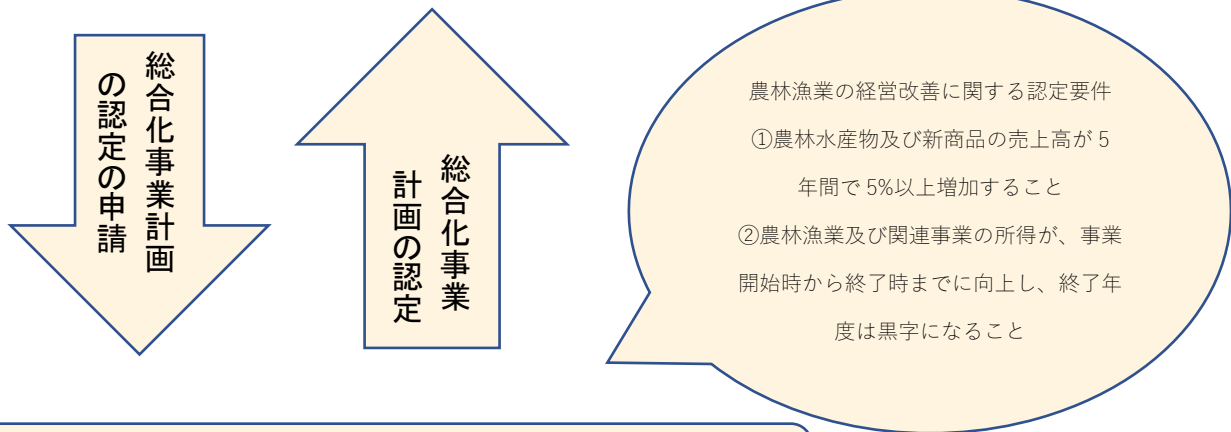 総合化事業計画
の認定の申請
総合化事業
計画の認定
農林漁業の経営改善に関する認定要件
①農林水産物及び新商品の売上高が 5
年間で 5%以上増加すること
②農林漁業及び関連事業の所得が、事業
開始時から終了時までに向上し、終了年
度は黒字になること